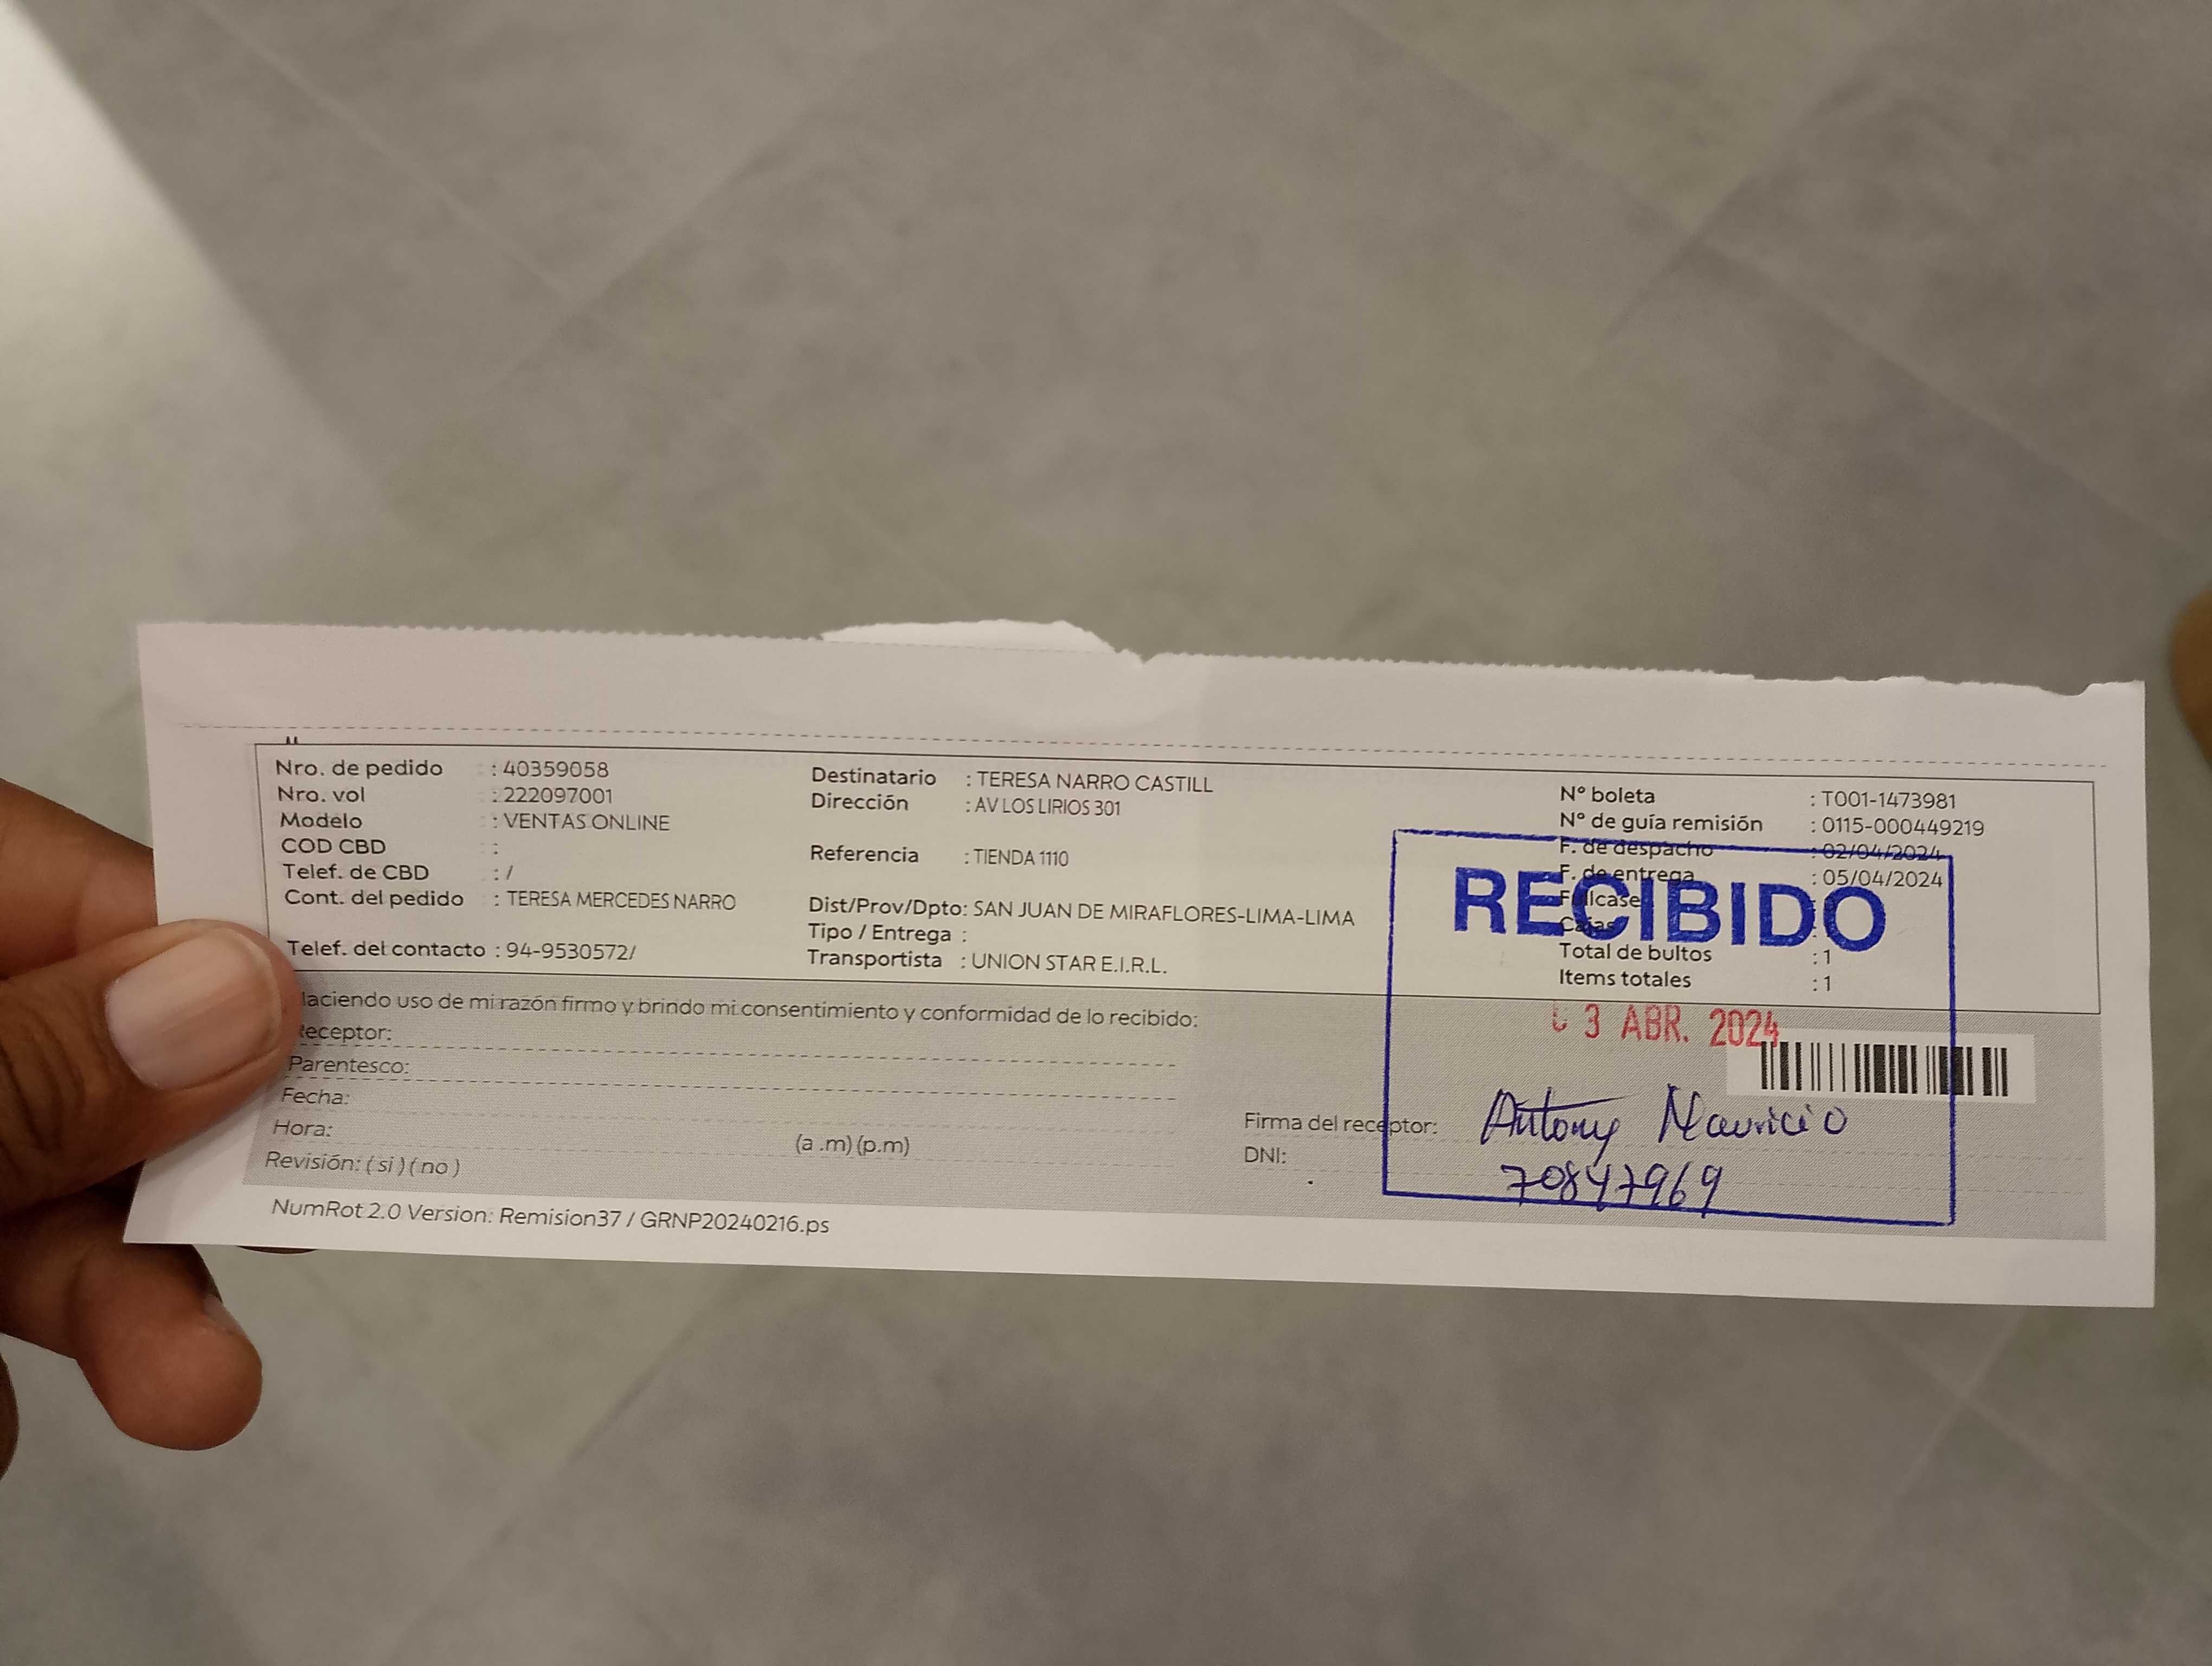 Nro. de pedido : 40359058
Nro. vol : 222097001
Modelo : VENTAS ONLINE
COD CBD :
Telef. de CBD : /
Cont. del pedido : TERESA MERCEDES NARRO
Telef. del contacto : 94-9530572/
Destinatario : TERESA NARRO CASTILL
Dirección : AV LOS LIRIOS 301
Referencia : TIENDA 1110
Dist/Prov/Dpto: SAN JUAN DE MIRAFLORES-LIMA-LIMA
Tipo / Entrega :
Transportista : UNION STAR E.I.R.L.
N° boleta : T001-1473981
N° de guía remisión : 0115-000449219
F. de despacho : 02/04/2024
F. de entrega : 05/04/2024
Fullcase :
Cajas :
Total de bultos : 1
Items totales : 1
RECIBIDO
3 ABR. 2024
Haciendo uso de mi razón firmo y brindo mi consentimiento y conformidad de lo recibido:
Receptor:
Parentesco:
Fecha:
Hora: (a .m) (p.m)
Revisión: ( si ) ( no )
Firma del receptor: Antony Mauricio
DNI: 70847969
NumRot 2.0 Version: Remision37 / GRNP20240216.ps